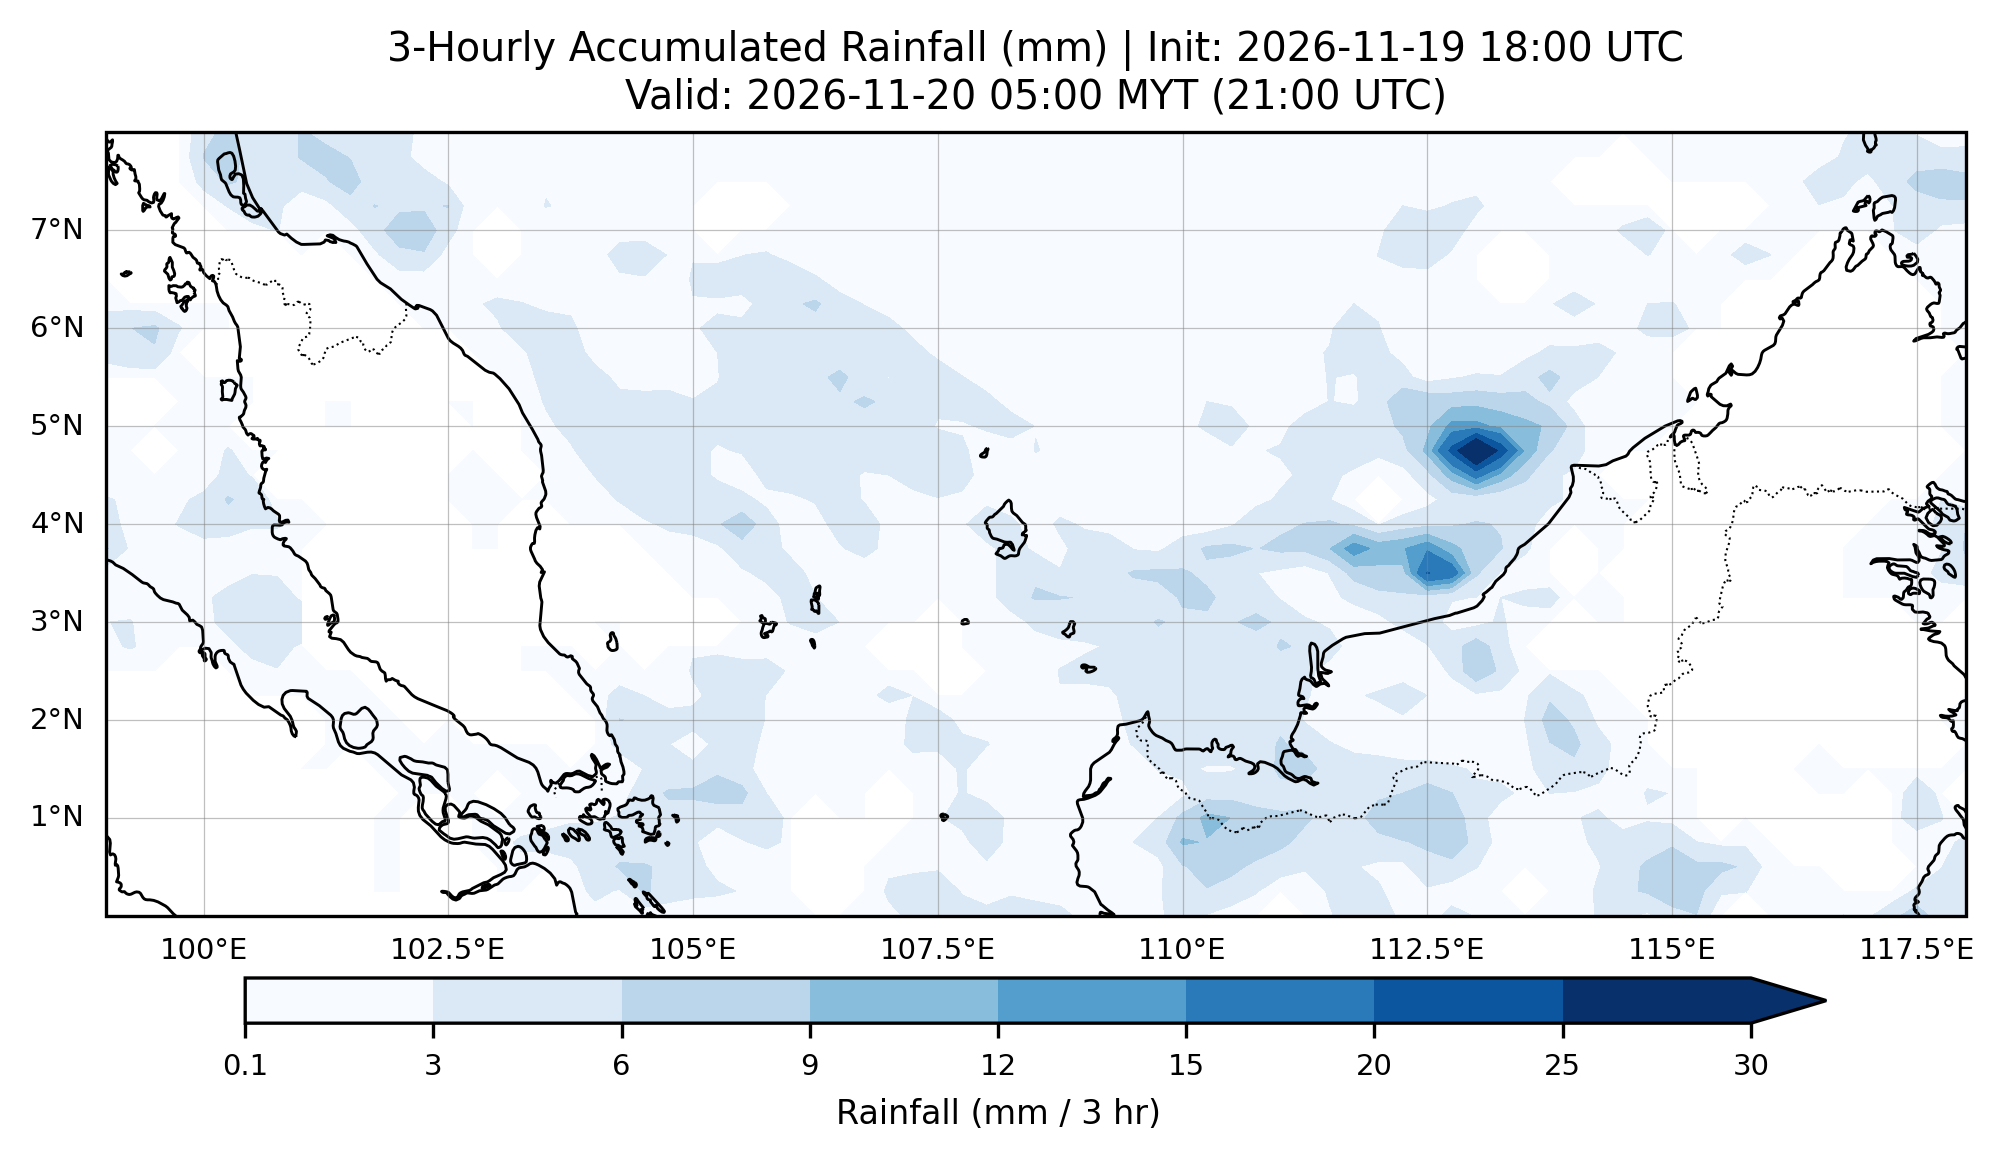 3-Hourly Accumulated Rainfall (mm) | Init: 2026-11-19 18:00 UTC
Valid: 2026-11-20 05:00 MYT (21:00 UTC)
7°N
6°N
5°N
4°N
3°N
2°N
1°N
100°E 102.5°E 105°E 107.5°E 110°E 112.5°E 115°E 117.5°E
0.1 3 6 9 12 15 20 25 30
Rainfall (mm / 3 hr)